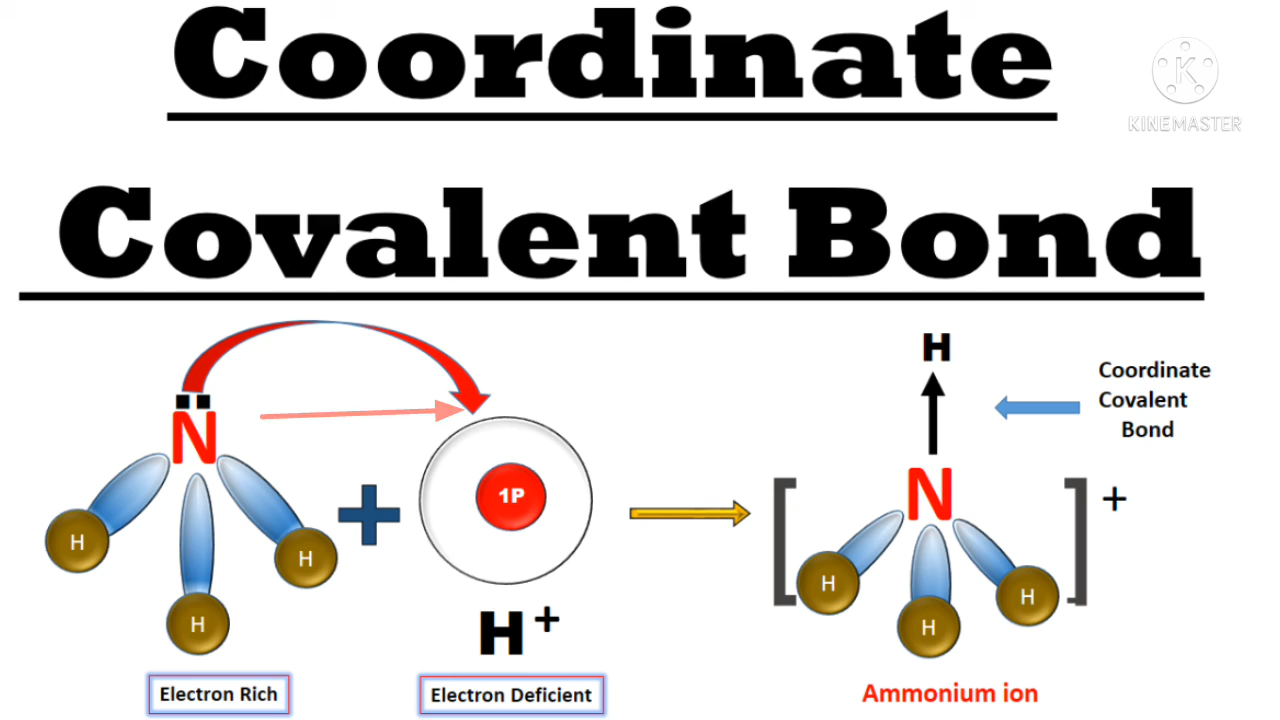 Coordinate
KINEMASTER
Covalent Bond
H
Coordinate
Covalent
Bond
N
1P
N
[ ]+
H
H
H
H
H
H
H+
Electron Rich
Electron Deficient
Ammonium ion